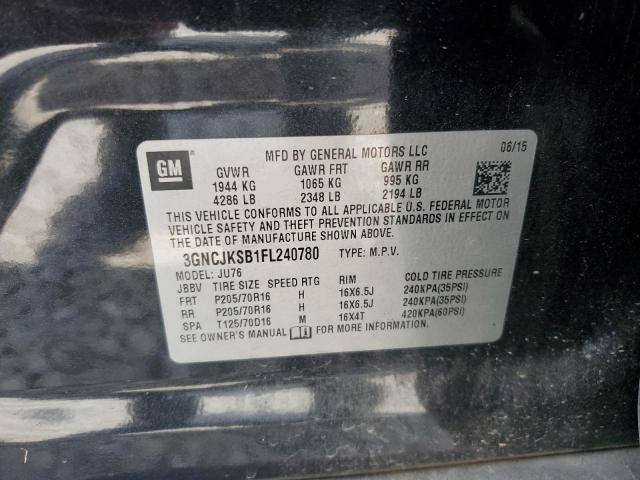 GM
MFD BY GENERAL MOTORS LLC 06/15
GVWR GAWR FRT GAWR RR
1944 KG 1065 KG 995 KG
4286 LB 2348 LB 2194 LB
THIS VEHICLE CONFORMS TO ALL APPLICABLE U.S. FEDERAL MOTOR
VEHICLE SAFETY AND THEFT PREVENTION STANDARDS IN EFFECT ON
THE DATE OF MANUFACTURE SHOWN ABOVE.
3GNCJKSB1FL240780 TYPE: M.P.V.
MODEL: JU76
JBBV TIRE SIZE SPEED RTG RIM COLD TIRE PRESSURE
FRT P205/70R16 H 16X6.5J 240KPA(35PSI)
RR P205/70R16 H 16X6.5J 240KPA(35PSI)
SPA T125/70D16 M 16X4T 420KPA(60PSI)
SEE OWNER'S MANUAL FOR MORE INFORMATION.